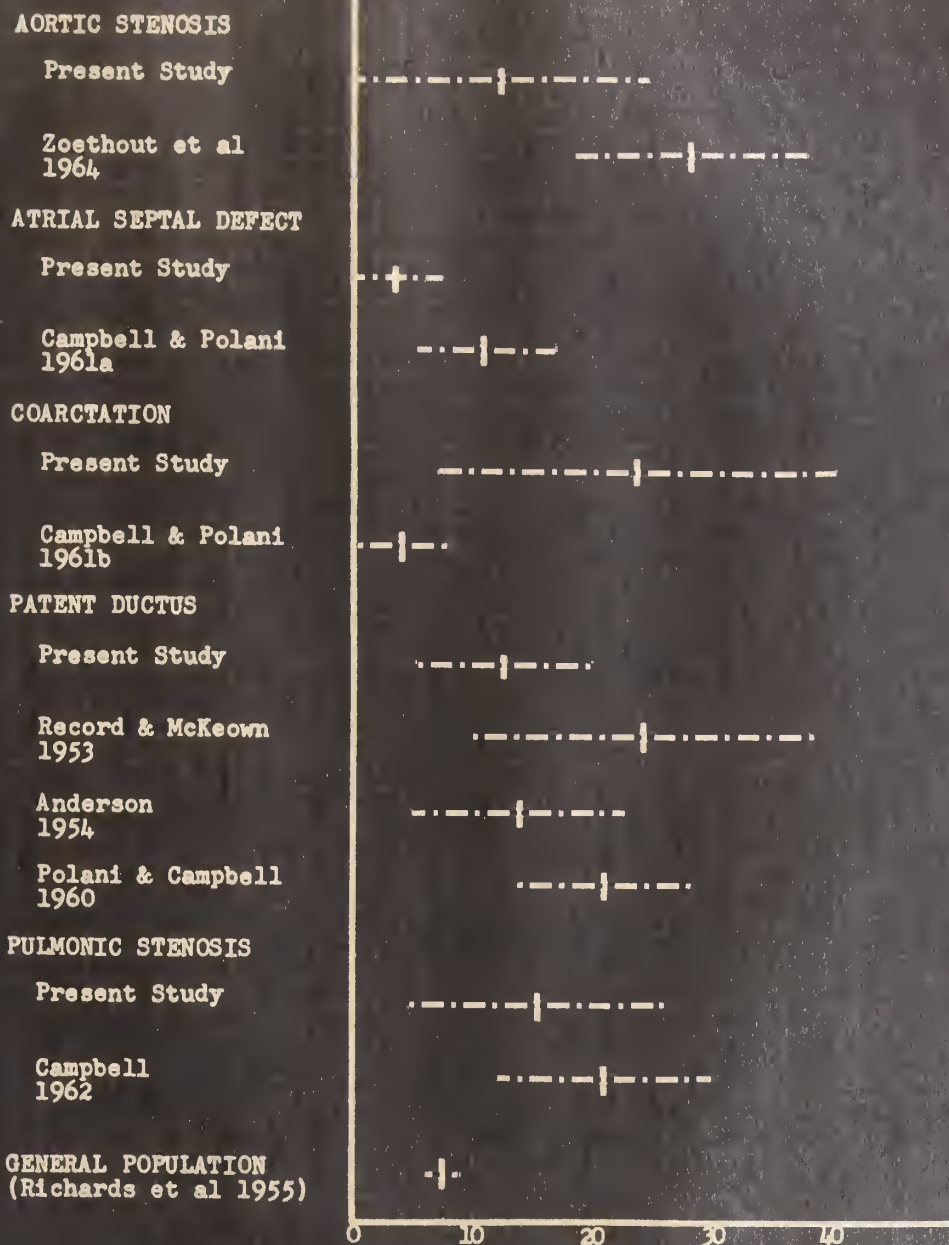 AORTIC STENOSIS
Present Study
Zoethout et al
1964
ATRIAL SEPTAL DEFECT
Present Study
Campbell & Polani
1961a
COARCTATION
Present Study
Campbell & Polani
1961b
PATENT DUCTUS
Present Study
Record & McKeown
1953
Anderson
1954
Polani & Campbell
1960
PULMONIC STENOSIS
Present Study
Campbell
1962
GENERAL POPULATION
(Richards et al 1955)
0 10 20 30 40